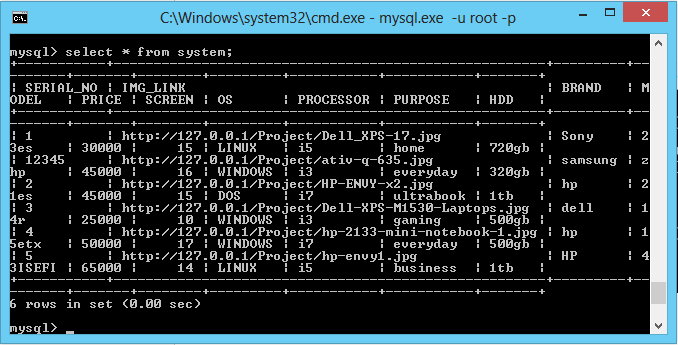 C:\Windows\system32\cmd.exe - mysql.exe -u root -p
mysql> select * from system;
| SERIAL_NO | IMG_LINK | BRAND | M
ODEL | PRICE | SCREEN | OS | PROCESSOR | PURPOSE | HDD |
| 1 | http://127.0.0.1/Project/Dell_XPS-17.jpg | Sony | 2
3es | 30000 | 15 | LINUX | i5 | home | 720gb |
| 12345 | http://127.0.0.1/Project/ativ-q-635.jpg | samsung | z
hp | 45000 | 16 | WINDOWS | i3 | everyday | 320gb |
| 2 | http://127.0.0.1/Project/HP-ENVY-x2.jpg | hp | 2
1es | 45000 | 15 | DOS | i7 | ultrabook | 1tb |
| 3 | http://127.0.0.1/Project/Dell-XPS-M1530-Laptops.jpg | dell | 1
4r | 25000 | 10 | WINDOWS | i3 | gaming | 500gb |
| 4 | http://127.0.0.1/Project/hp-2133-mini-notebook-1.jpg | hp | 1
5etx | 50000 | 17 | WINDOWS | i7 | everyday | 500gb |
| 5 | http://127.0.0.1/Project/hp-envy1.jpg | HP | 4
3ISEFI | 65000 | 14 | LINUX | i5 | business | 1tb |
6 rows in set (0.00 sec)
mysql> _